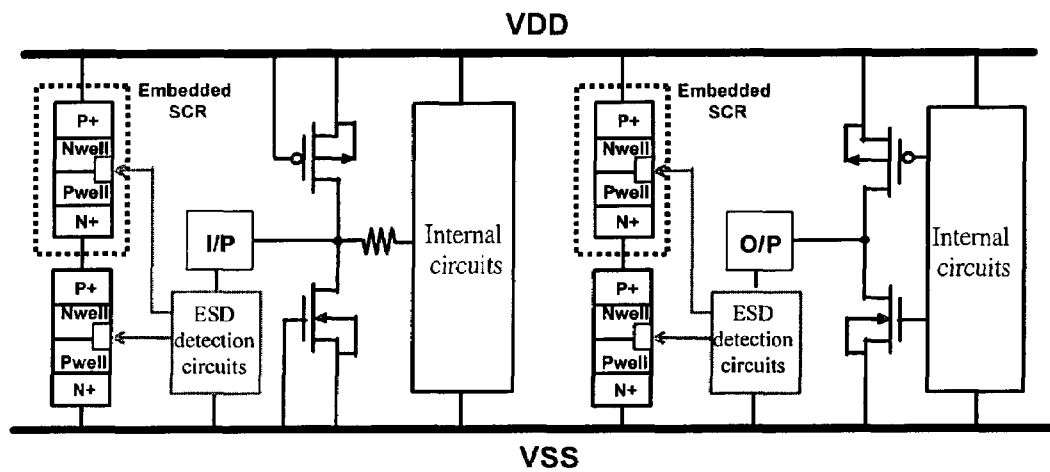 VDD
Embedded
SCR
P+
Nwell
Pwell
N+
I/P
P+
Nwell
Pwell
N+
ESD
detection
circuits
Internal
circuits
Embedded
SCR
P+
Nwell
Pwell
N+
O/P
P+
Nwell
Pwell
N+
ESD
detection
circuits
Internal
circuits
VSS